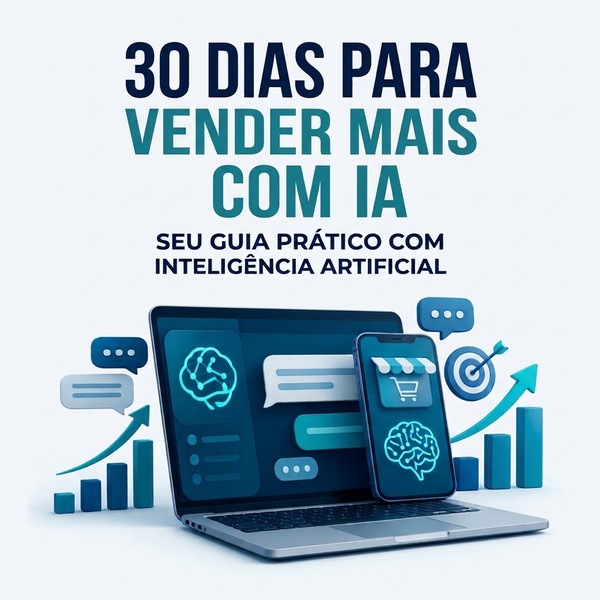 30 DIAS PARA
VENDER MAIS
COM IA
SEU GUIA PRÁTICO COM
INTELIGÊNCIA ARTIFICIAL